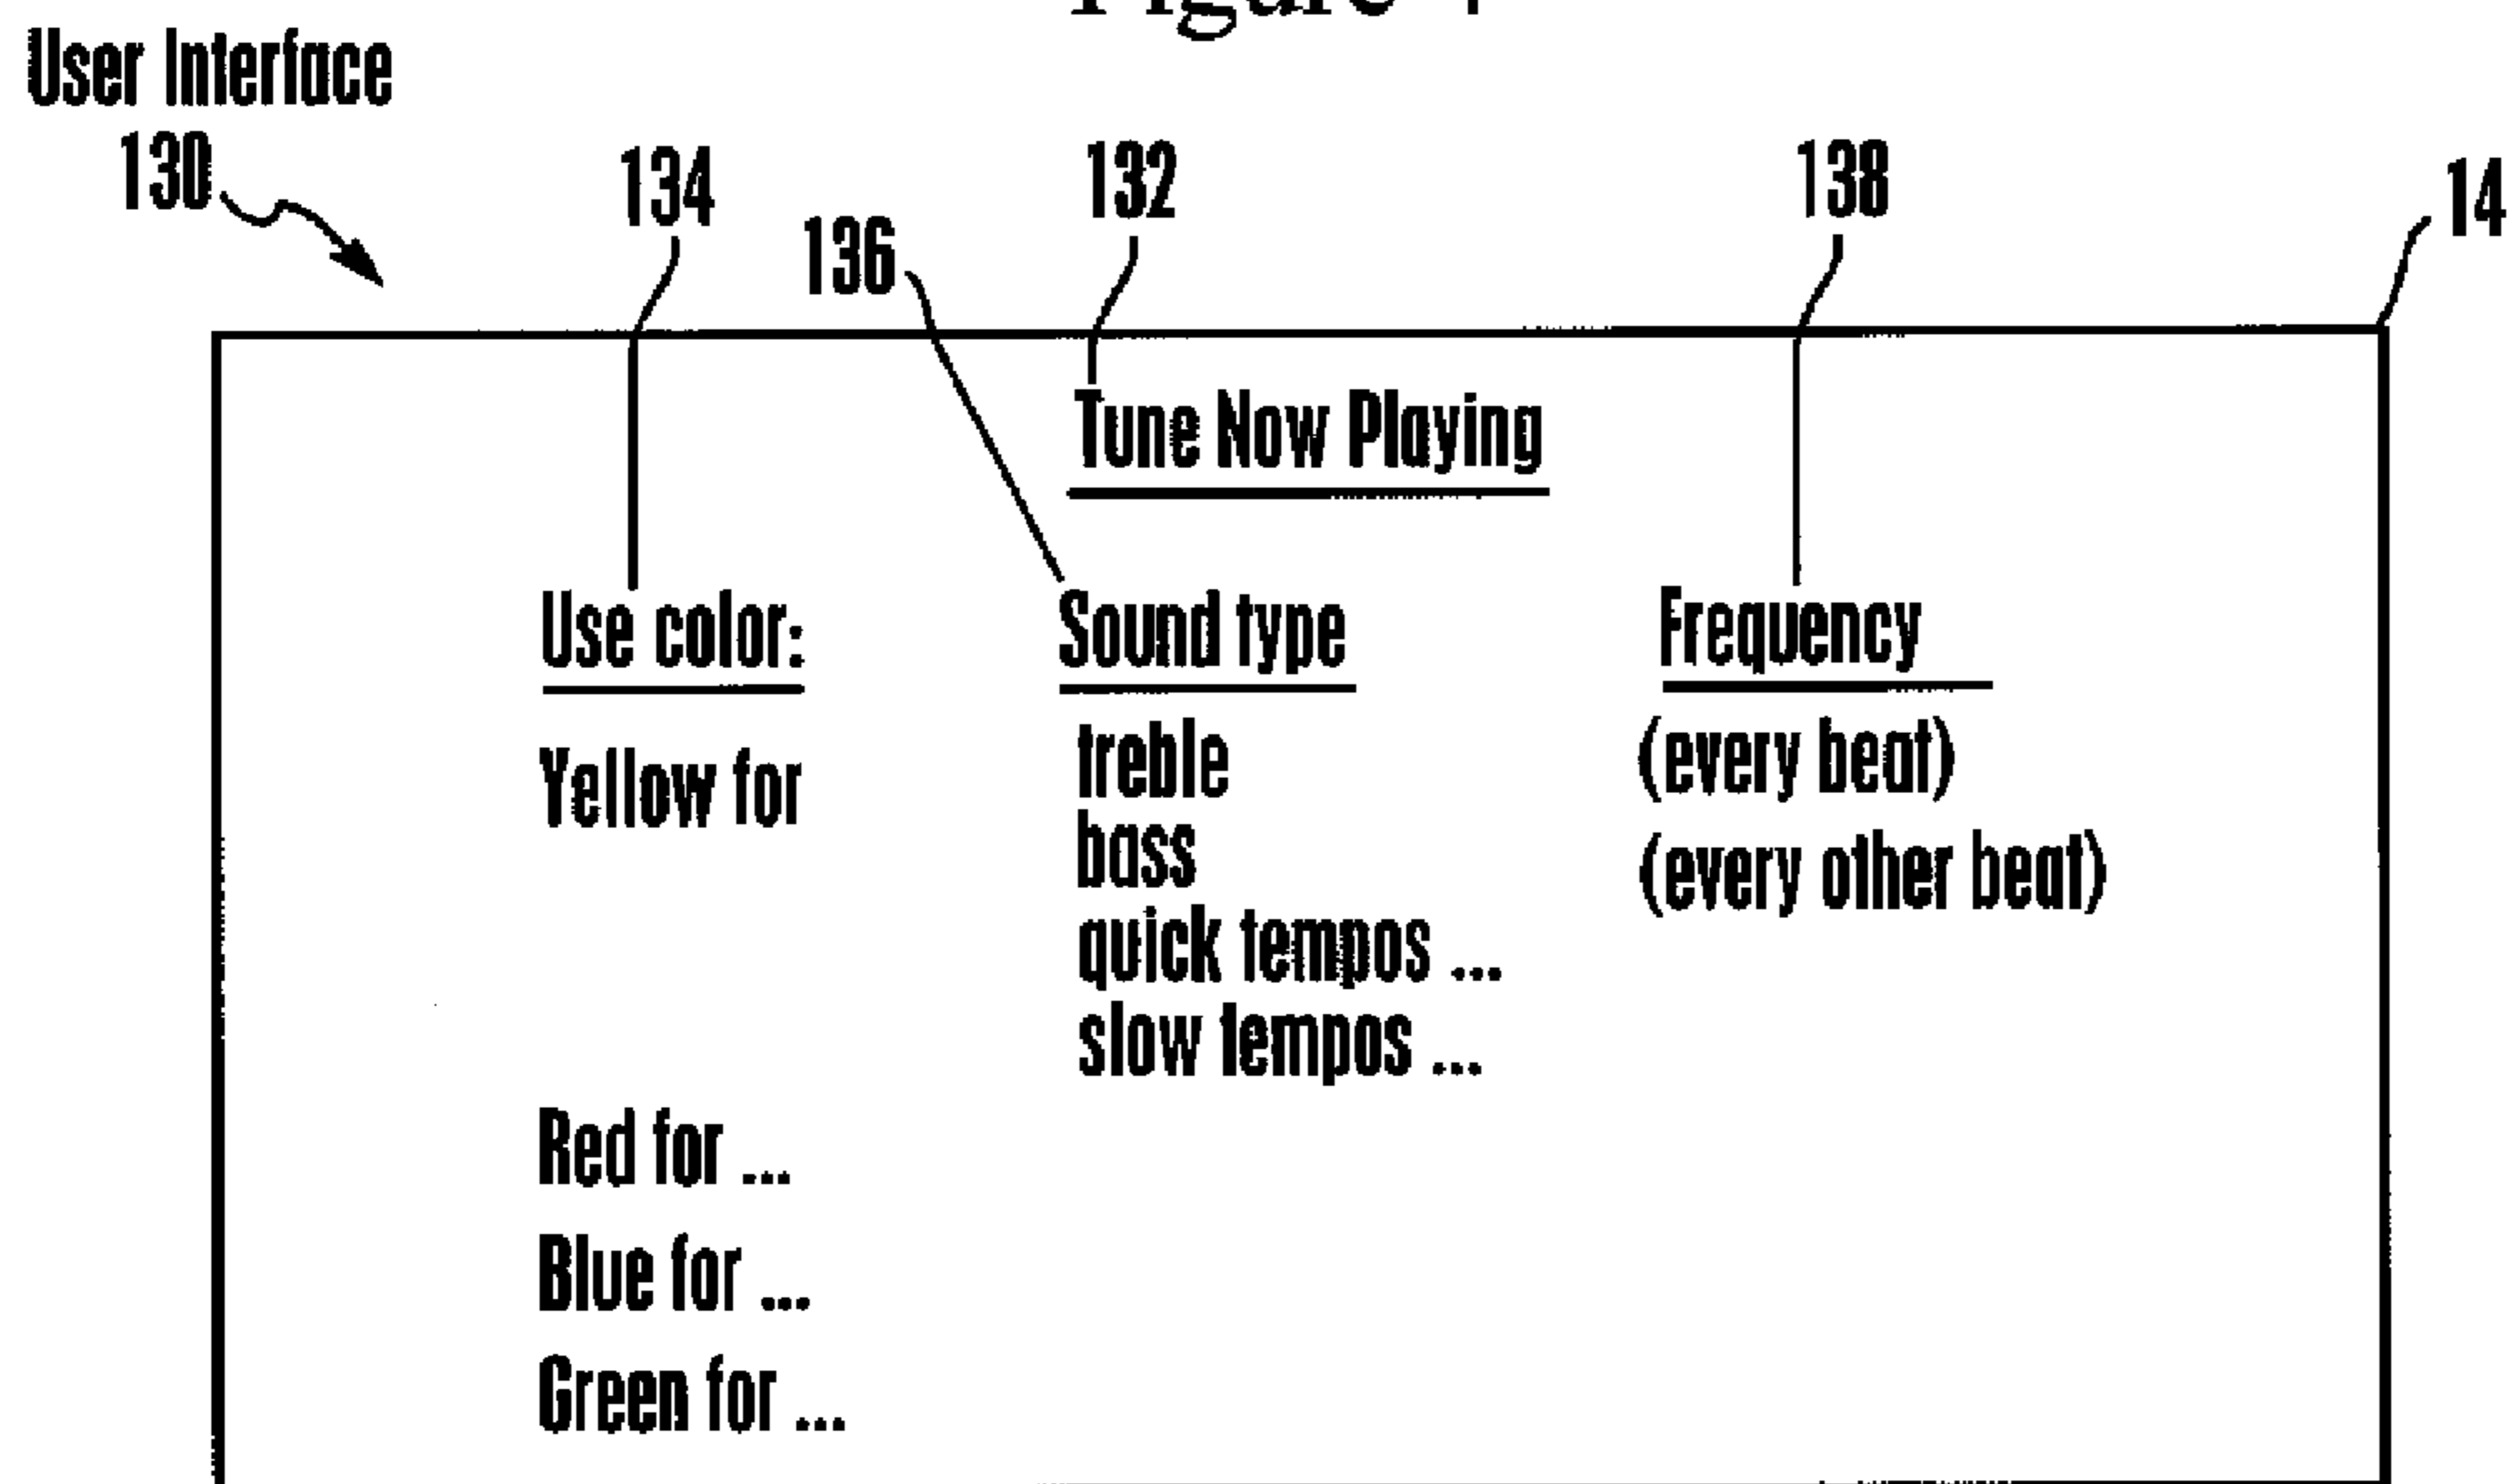 User Interface
130
134
136
132
138
14
Tune Now Playing
Use color:
Sound type
Frequency
Yellow for
treble
(every beat)
bass
(every other beat)
quick tempos ...
slow tempos ...
Red for ...
Blue for ...
Green for ...